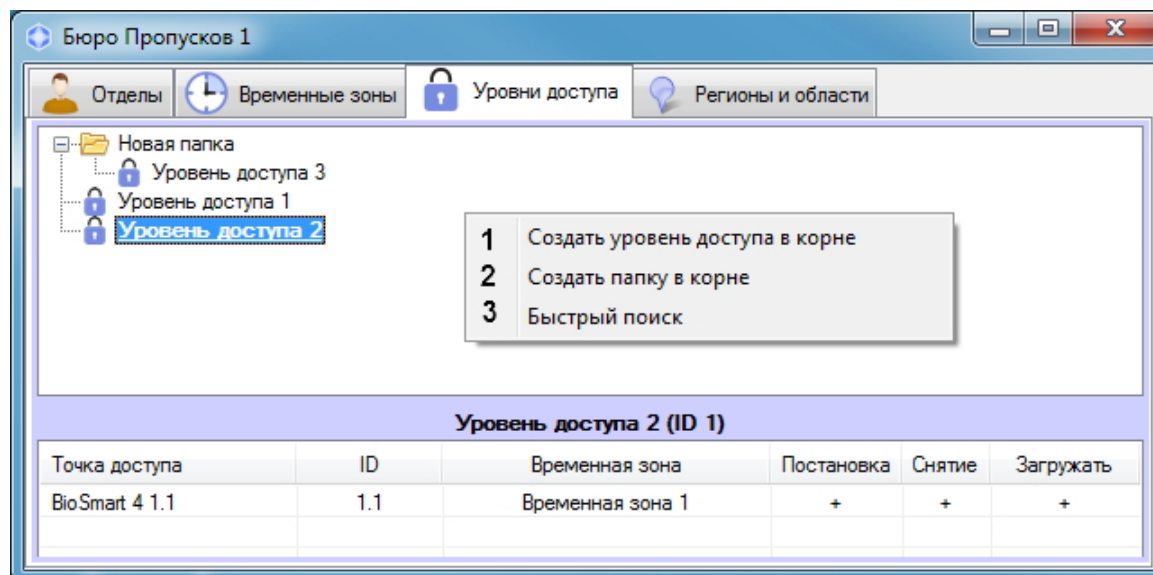 Бюро Пропусков 1
Отделы Временные зоны Уровни доступа Регионы и области
Новая папка
Уровень доступа 3
Уровень доступа 1
Уровень доступа 2
1 Создать уровень доступа в корне
2 Создать папку в корне
3 Быстрый поиск
Уровень доступа 2 (ID 1)
Точка доступа ID Временная зона Постановка Снятие Загружать
BioSmart 4 1.1 1.1 Временная зона 1 + + +